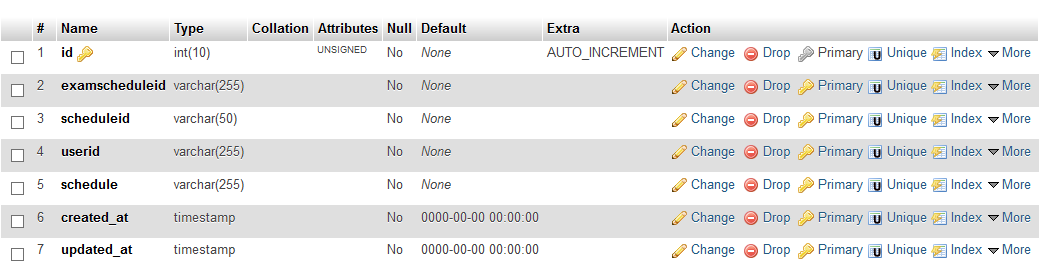 # Name Type Collation Attributes Null Default Extra Action
1 id int(10) UNSIGNED No None AUTO_INCREMENT Change Drop Primary Unique Index More
2 examscheduleid varchar(255) No None Change Drop Primary Unique Index More
3 scheduleid varchar(50) No None Change Drop Primary Unique Index More
4 userid varchar(255) No None Change Drop Primary Unique Index More
5 schedule varchar(255) No None Change Drop Primary Unique Index More
6 created_at timestamp No 0000-00-00 00:00:00 Change Drop Primary Unique Index More
7 updated_at timestamp No 0000-00-00 00:00:00 Change Drop Primary Unique Index More